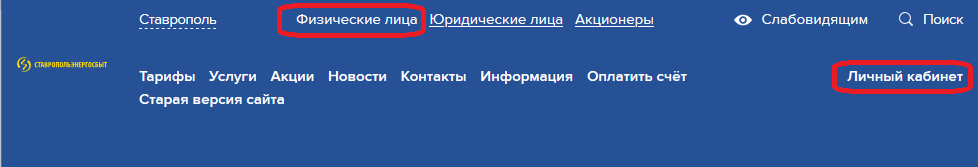 Ставрополь Физические лица Юридические лица Акционеры Слабовидящим Поиск
СТАВРОПОЛЬЭНЕРГОСБЫТ
Тарифы Услуги Акции Новости Контакты Информация Оплатить счёт Личный кабинет
Старая версия сайта